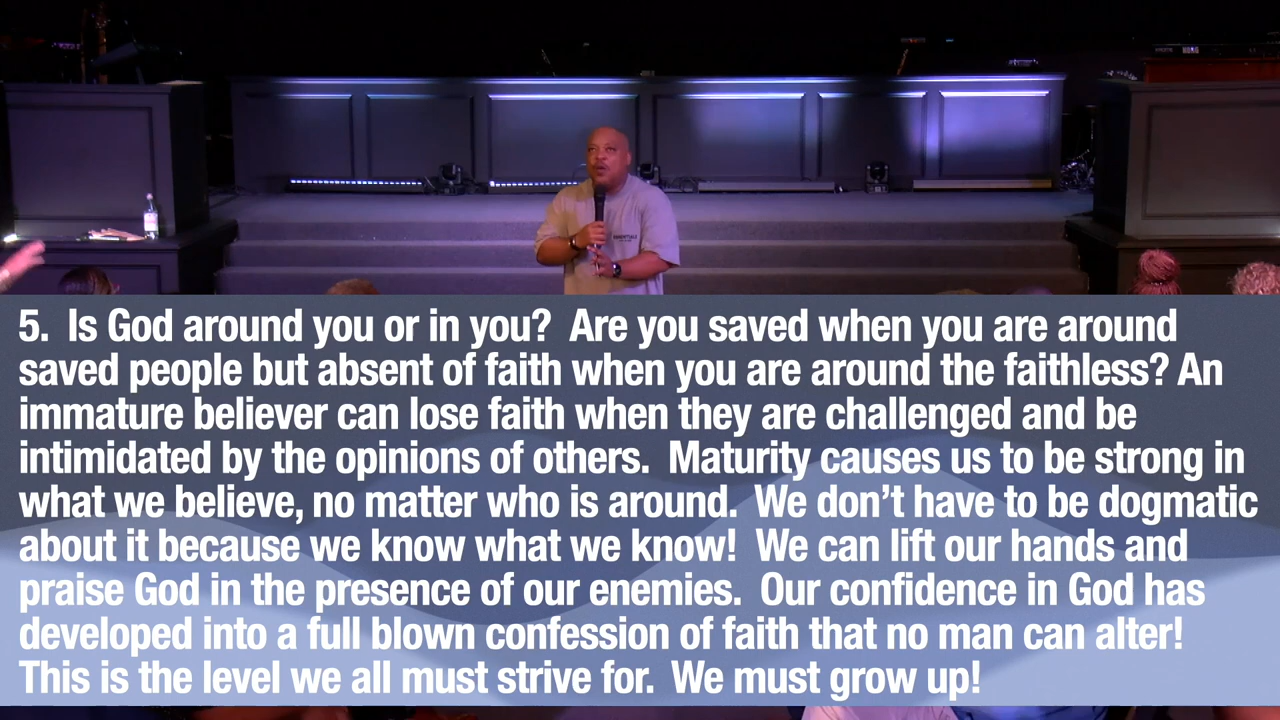 ESSENTIALS
5. Is God around you or in you? Are you saved when you are around
saved people but absent of faith when you are around the faithless? An
immature believer can lose faith when they are challenged and be
intimidated by the opinions of others. Maturity causes us to be strong in
what we believe, no matter who is around. We don’t have to be dogmatic
about it because we know what we know! We can lift our hands and
praise God in the presence of our enemies. Our confidence in God has
developed into a full blown confession of faith that no man can alter!
This is the level we all must strive for. We must grow up!